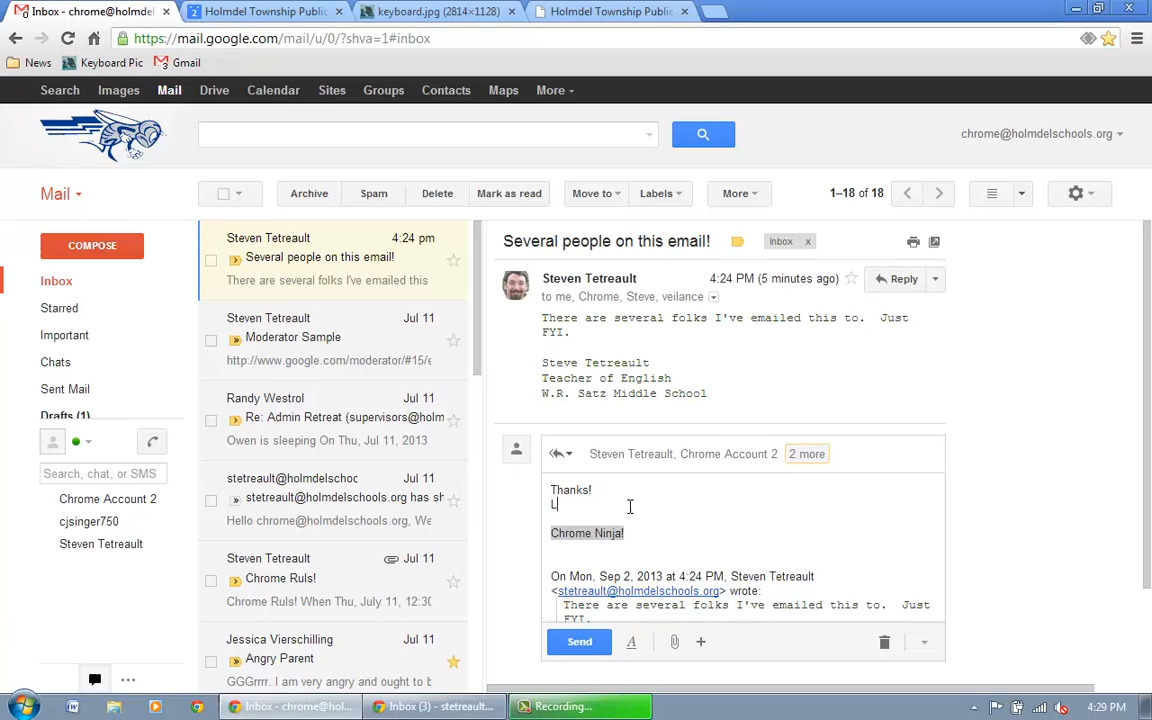 Inbox - chrome@holmdel
Holmdel Township Public
keyboard.jpg (2814×1128)
Holmdel Township Public
https://mail.google.com/mail/u/0/?shva=1#inbox
News
Keyboard Pic
Gmail
Search
Images
Mail
Drive
Calendar
Sites
Groups
Contacts
Maps
More
chrome@holmdelschools.org
Mail
Archive
Spam
Delete
Mark as read
Move to
Labels
More
1–18 of 18
COMPOSE
Inbox
Starred
Important
Chats
Sent Mail
Drafts (1)
Search, chat, or SMS
Chrome Account 2
cjsinger750
Steven Tetreault
Steven Tetreault 4:24 pm
Several people on this email!
There are several folks I've emailed this
Steven Tetreault Jul 11
Moderator Sample
http://www.google.com/moderator/#15/e
Randy Westrol Jul 11
Re: Admin Retreat (supervisors@holm
Owen is sleeping On Thu, Jul 11, 2013
stetreault@holmdelschoc Jul 11
stetreault@holmdelschools.org has sh
Hello chrome@holmdelschools.org, We
Steven Tetreault Jul 11
Chrome Ruls!
Chrome Ruls! When Thu, July 11, 12:30
Jessica Vierschilling Jul 11
Angry Parent
GGGrrrr. I am very angry and ought to b
Several people on this email!
Inbox x
Steven Tetreault 4:24 PM (5 minutes ago)
Reply
to me, Chrome, Steve, veilance
There are several folks I've emailed this to. Just
FYI.
Steve Tetreault
Teacher of English
W.R. Satz Middle School
Steven Tetreault, Chrome Account 2 2 more
Thanks!
L
Chrome Ninja!
On Mon, Sep 2, 2013 at 4:24 PM, Steven Tetreault
<stetreault@holmdelschools.org> wrote:
There are several folks I've emailed this to. Just
FYI.
Send
A
Inbox - chrome@hol...
Inbox (3) - stetreault...
Recording...
4:29 PM